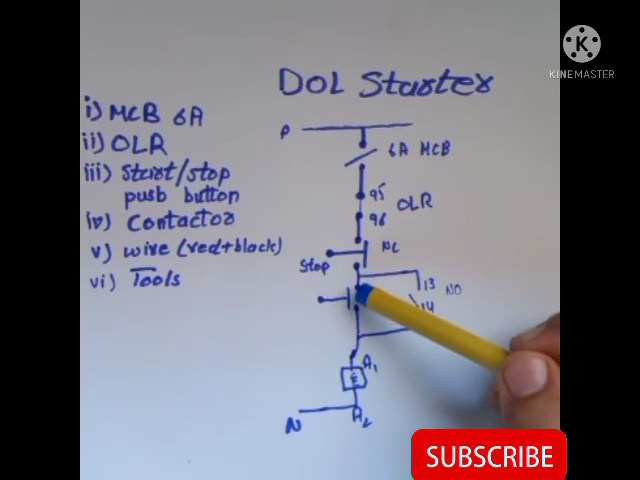 KINEMASTER
DOL Starter
i) MCB 6A
ii) OLR
iii) Start/stop
push button
iv) Contactor
v) wire (red+black)
vi) Tools
P
6A MCB
95
96
OLR
NC
Stop
13
NO
14
A1
A2
N
SUBSCRIBE